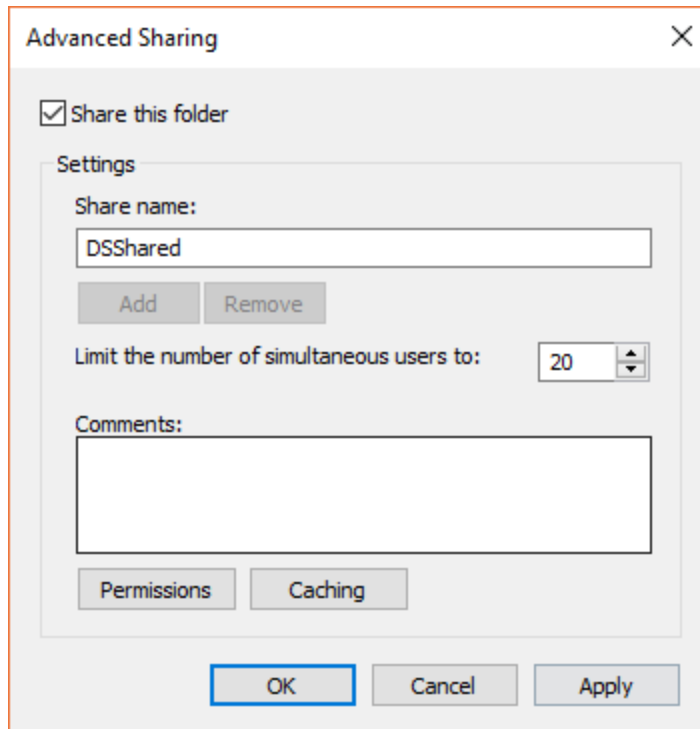 Advanced Sharing
Share this folder
Settings
Share name:
DSShared
Add Remove
Limit the number of simultaneous users to: 20
Comments:
Permissions Caching
OK Cancel Apply